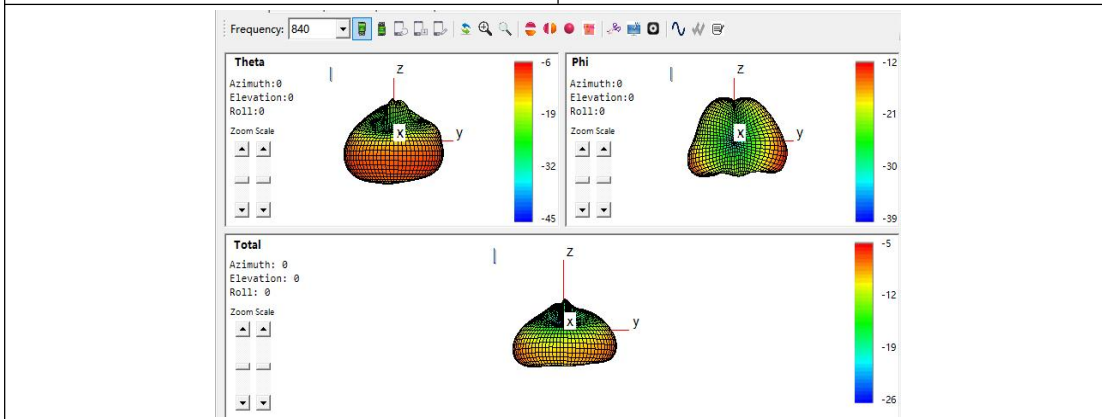 Frequency: 840
Theta
Azimuth:0
Elevation:0
Roll:0
Zoom Scale
z
x
y
-6
-19
-32
-45
Phi
Azimuth:0
Elevation:0
Roll:0
Zoom Scale
z
x
y
-12
-21
-30
-39
Total
Azimuth: 0
Elevation: 0
Roll: 0
Zoom Scale
z
x
y
-5
-12
-19
-26